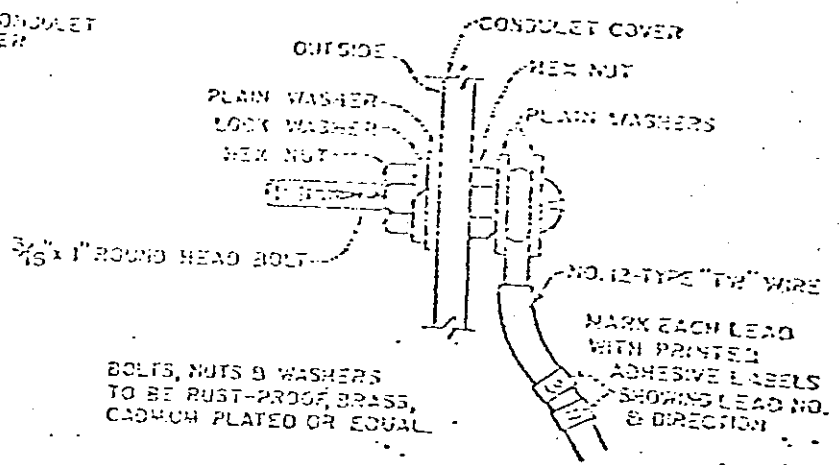 CONDULET
OUTSIDE
CONDULET COVER
HEX NUT
PLAIN WASHER
LOCK WASHER
HEX NUT
PLAIN WASHERS
3/16" x 1" ROUND HEAD BOLT
NO. 12-TYPE "TW" WIRE
MARK EACH LEAD
WITH PRINTED
ADHESIVE LABELS
SHOWING LEAD NO.
& DIRECTION
BOLTS, NUTS & WASHERS
TO BE RUST-PROOF, BRASS,
CADMIUM PLATED OR EQUAL.